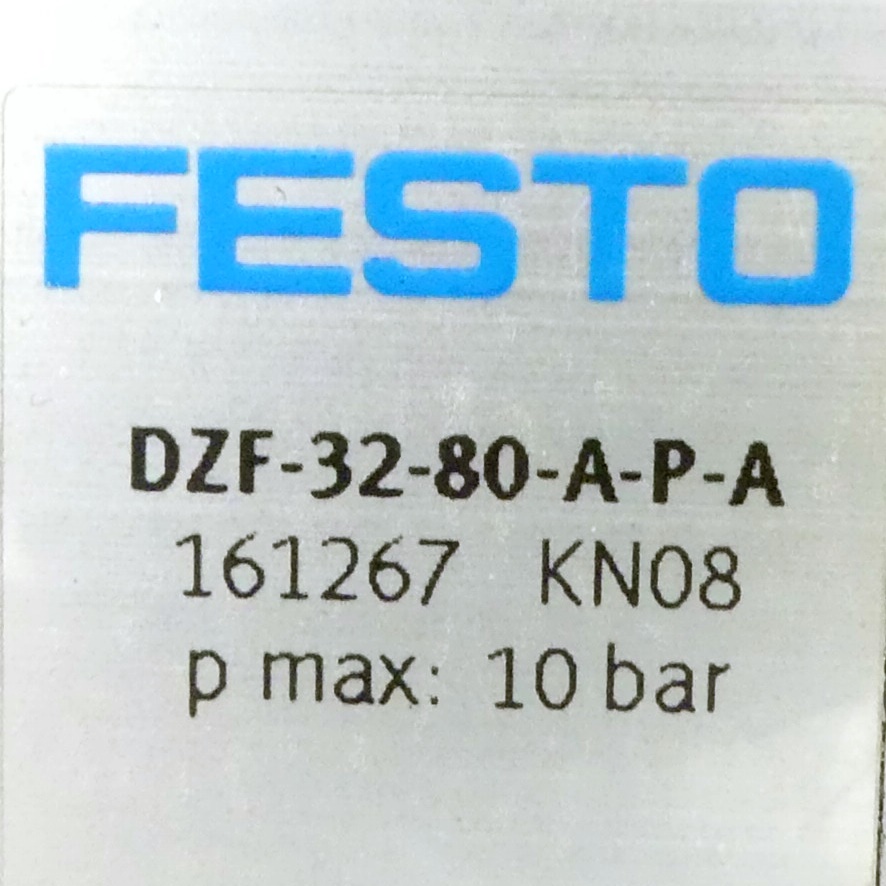 FESTO
DZF-32-80-A-P-A
161267 KN08
p max: 10 bar